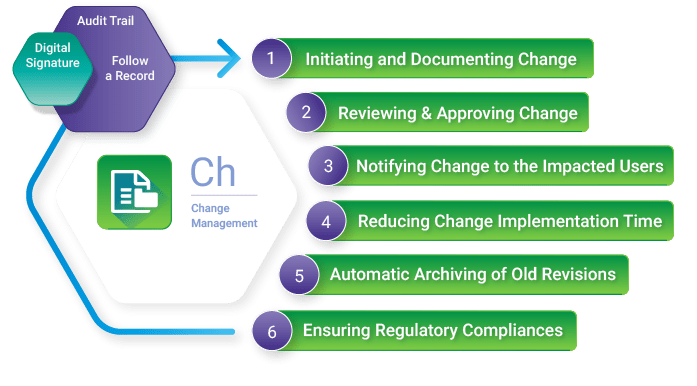 Audit Trail
Digital
Signature
Follow
a Record
Ch
Change
Management
1 Initiating and Documenting Change
2 Reviewing & Approving Change
3 Notifying Change to the Impacted Users
4 Reducing Change Implementation Time
5 Automatic Archiving of Old Revisions
6 Ensuring Regulatory Compliances